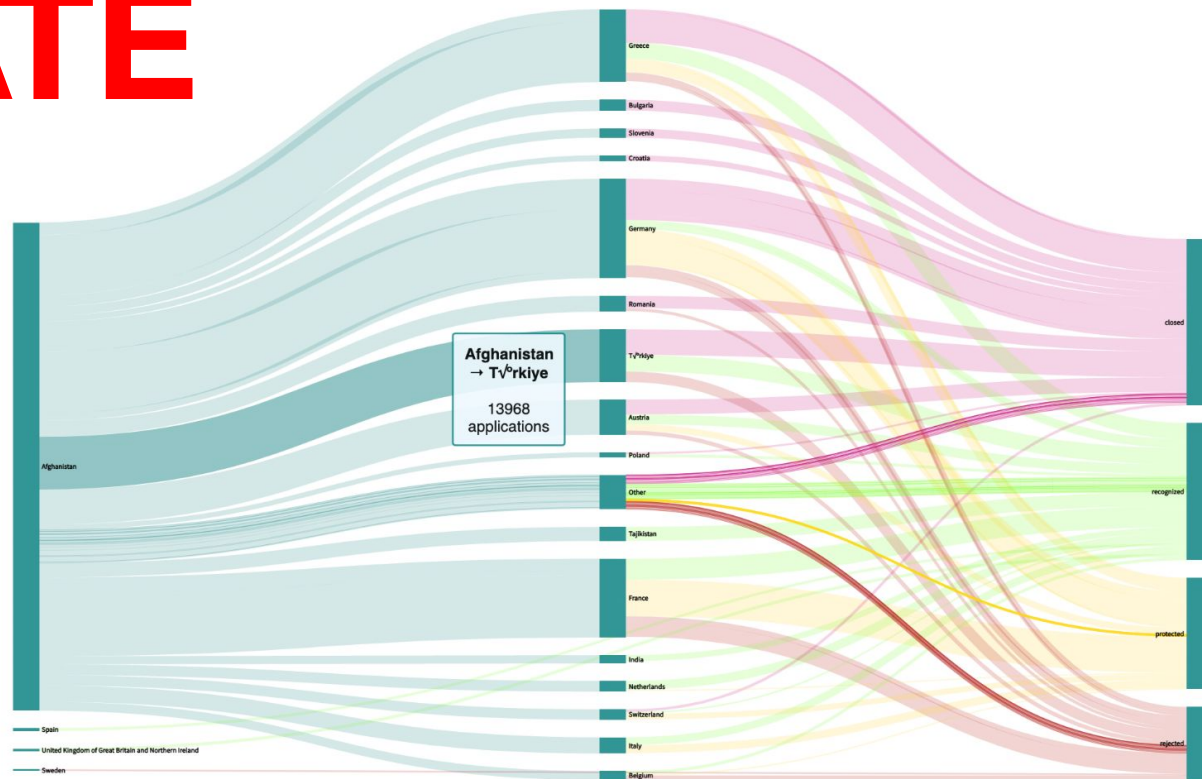 ATE
Greece
Bulgaria
Slovenia
Croatia
Germany
Romania
Afghanistan
→ T√ºrkiye
13968
applications
T√ºrkiye
Austria
Poland
Other
Tajikistan
France
India
Netherlands
Switzerland
Italy
Belgium
Afghanistan
Spain
United Kingdom of Great Britain and Northern Ireland
Sweden
closed
recognized
protected
rejected